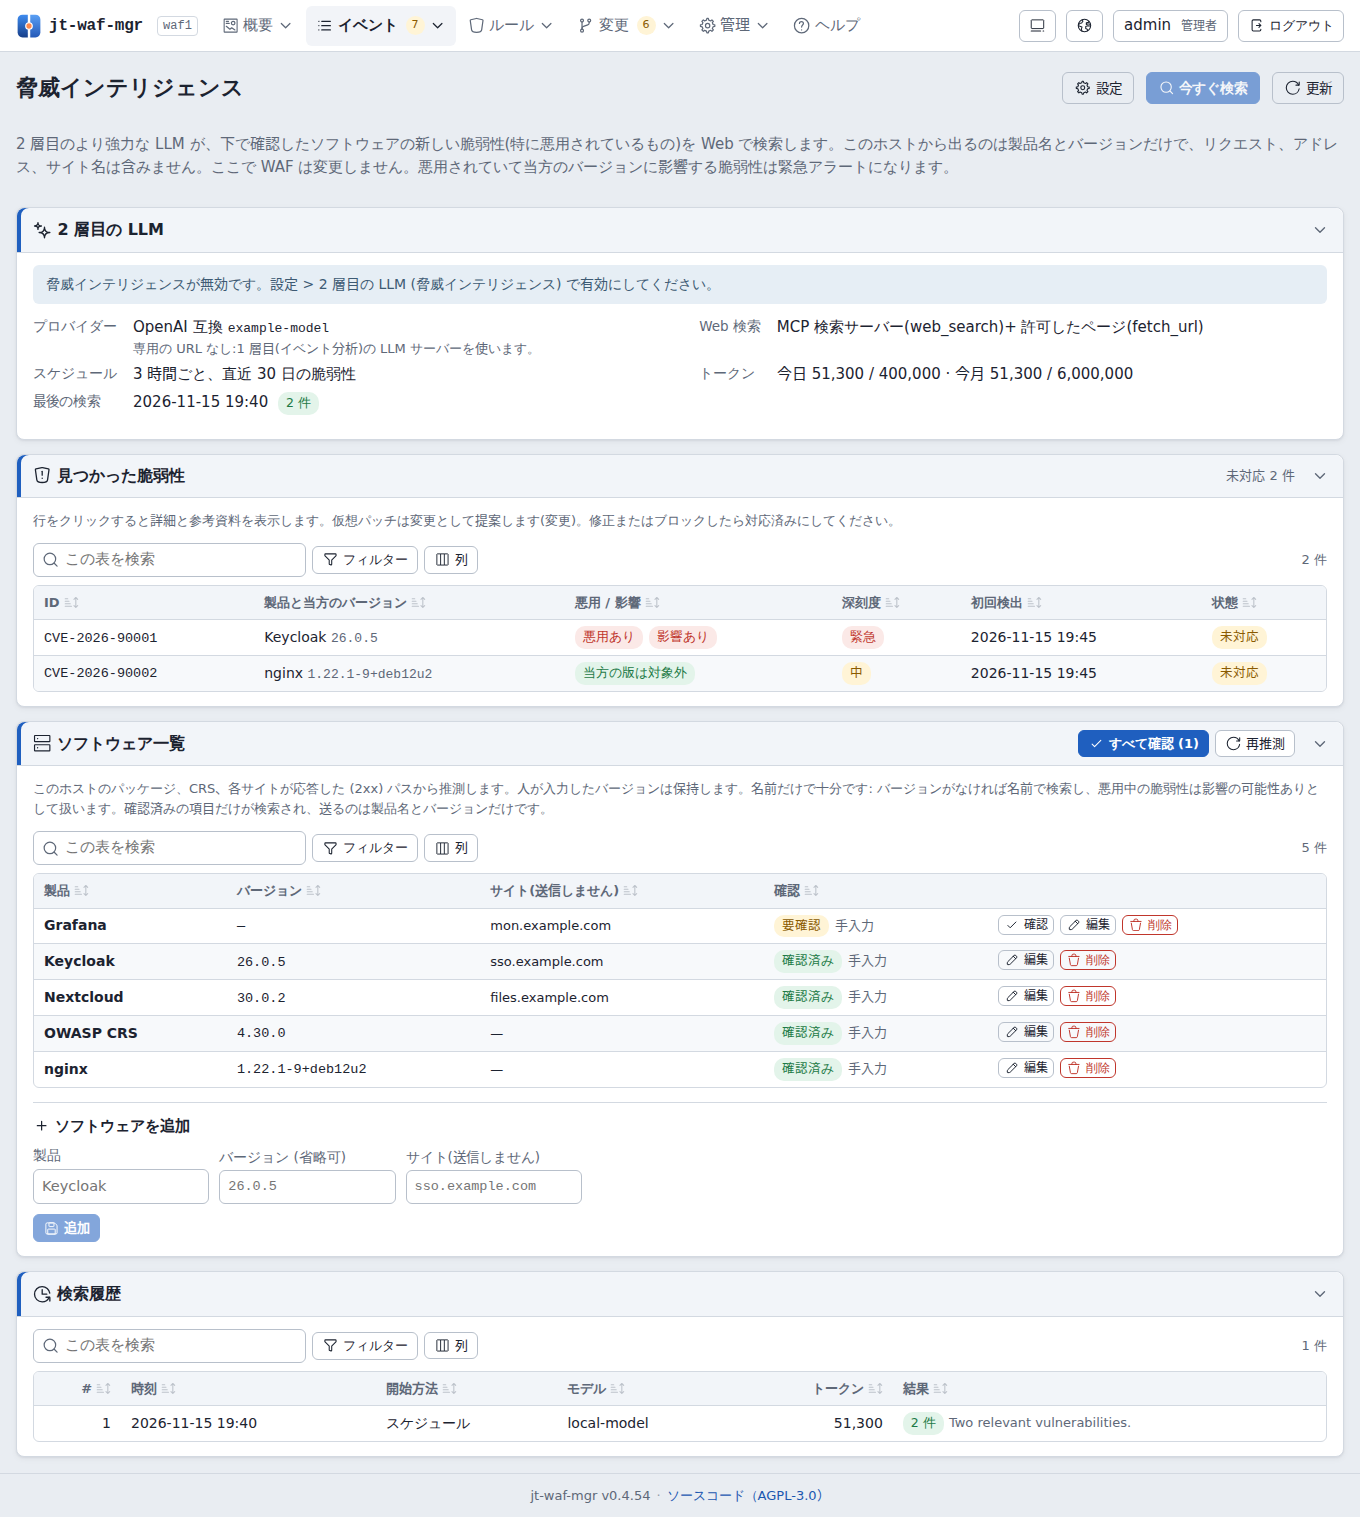 jt-waf-mgr waf1 概要 イベント 7 ルール 変更 6 管理 ヘルプ admin 管理者 ログアウト
脅威インテリジェンス 設定 今すぐ検索 更新
2 層目のより強力な LLM が、下で確認したソフトウェアの新しい脆弱性(特に悪用されているもの)を Web で検索します。このホストから出るのは製品名とバージョンだけで、リクエスト、アドレ
ス、サイト名は含みません。ここで WAF は変更しません。悪用されていて当方のバージョンに影響する脆弱性は緊急アラートになります。
2 層目の LLM
脅威インテリジェンスが無効です。設定 > 2 層目の LLM (脅威インテリジェンス) で有効にしてください。
プロバイダー OpenAI 互換 example-model Web 検索 MCP 検索サーバー(web_search)+ 許可したページ(fetch_url)
専用の URL なし:1 層目(イベント分析)の LLM サーバーを使います。
スケジュール 3 時間ごと、直近 30 日の脆弱性 トークン 今日 51,300 / 400,000 · 今月 51,300 / 6,000,000
最後の検索 2026-11-15 19:40 2 件
見つかった脆弱性 未対応 2 件
行をクリックすると詳細と参考資料を表示します。仮想パッチは変更として提案します(変更)。修正またはブロックしたら対応済みにしてください。
この表を検索 フィルター 列 2 件
ID 製品と当方のバージョン 悪用 / 影響 深刻度 初回検出 状態
CVE-2026-90001 Keycloak 26.0.5 悪用あり 影響あり 緊急 2026-11-15 19:45 未対応
CVE-2026-90002 nginx 1.22.1-9+deb12u2 当方の版は対象外 中 2026-11-15 19:45 未対応
ソフトウェア一覧 すべて確認 (1) 再推測
このホストのパッケージ、CRS、各サイトが応答した (2xx) パスから推測します。人が入力したバージョンは保持します。名前だけで十分です: バージョンがなければ名前で検索し、悪用中の脆弱性は影響の可能性ありと
して扱います。確認済みの項目だけが検索され、送るのは製品名とバージョンだけです。
この表を検索 フィルター 列 5 件
製品 バージョン サイト(送信しません) 確認
Grafana – mon.example.com 要確認 手入力 確認 編集 削除
Keycloak 26.0.5 sso.example.com 確認済み 手入力 編集 削除
Nextcloud 30.0.2 files.example.com 確認済み 手入力 編集 削除
OWASP CRS 4.30.0 — 確認済み 手入力 編集 削除
nginx 1.22.1-9+deb12u2 — 確認済み 手入力 編集 削除
ソフトウェアを追加
製品 バージョン (省略可) サイト(送信しません)
Keycloak 26.0.5 sso.example.com
追加
検索履歴
この表を検索 フィルター 列 1 件
# 時刻 開始方法 モデル トークン 結果
1 2026-11-15 19:40 スケジュール local-model 51,300 2 件 Two relevant vulnerabilities.
jt-waf-mgr v0.4.54 · ソースコード（AGPL-3.0）